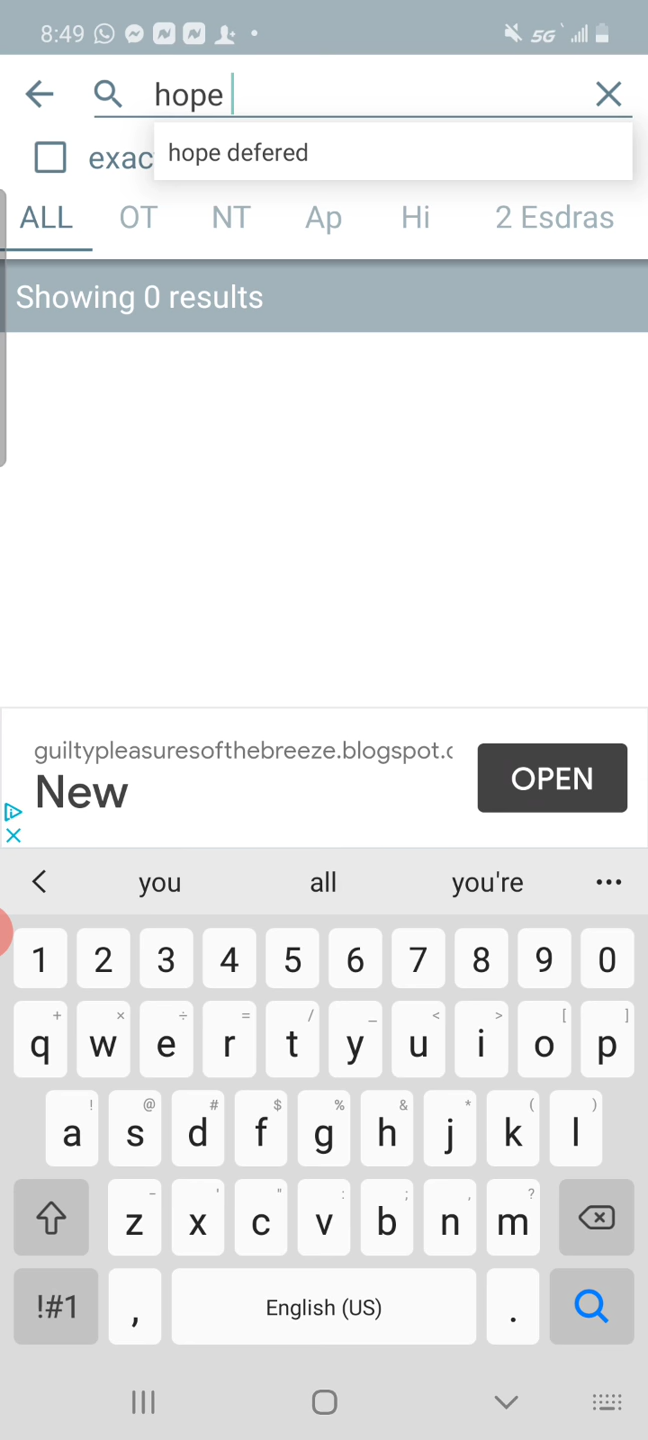 8:49 5G
hope
hope defered
exac
ALL OT NT Ap Hi 2 Esdras
Showing 0 results
guiltypleasuresofthebreeze.blogspot.c
New
OPEN
you all you're
1 2 3 4 5 6 7 8 9 0
+ × ÷ = / _ < > [ ]
q w e r t y u i o p
! @ # $ % & * ( )
a s d f g h j k l
- ' " : ; , ?
z x c v b n m
!#1 , English (US) .